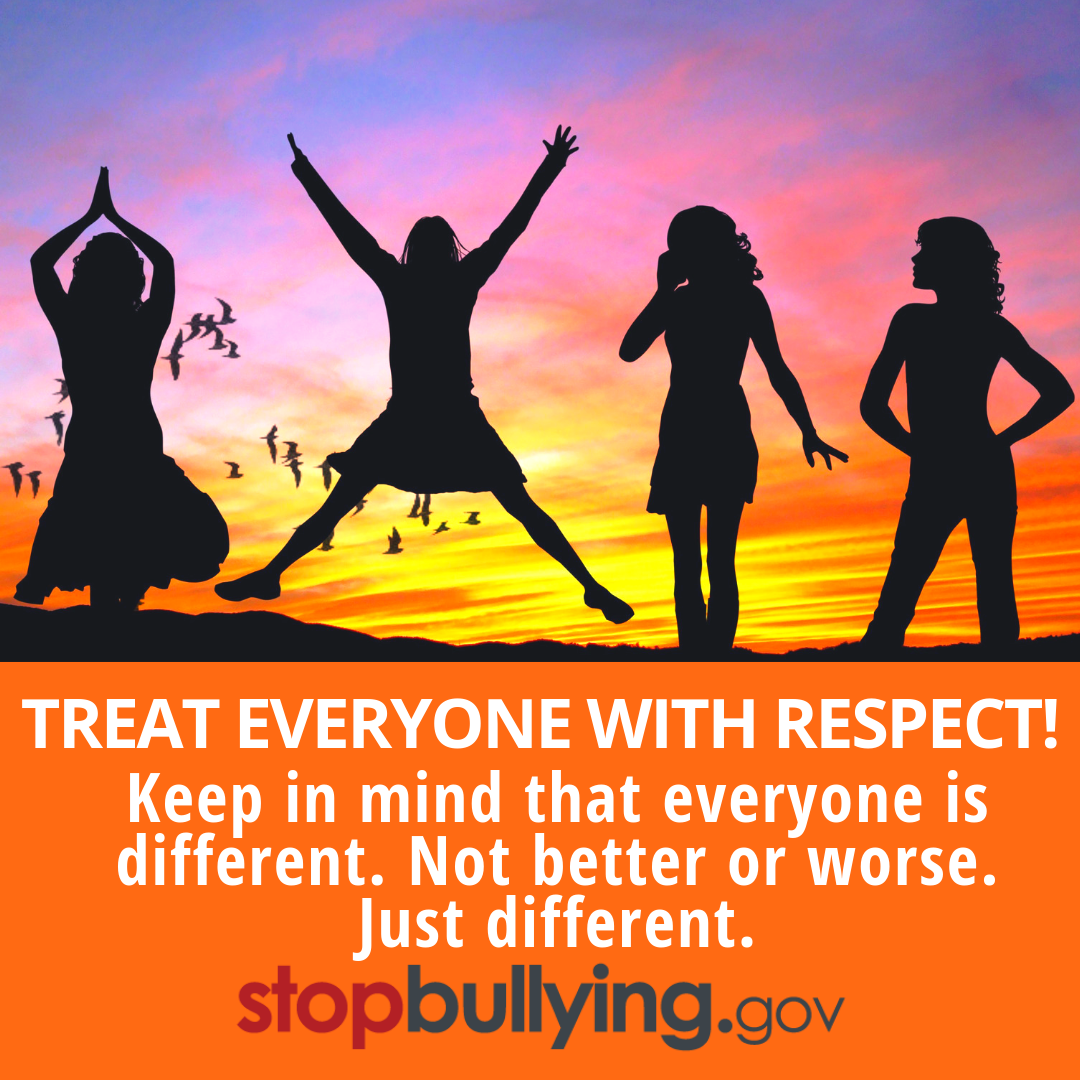 TREAT EVERYONE WITH RESPECT!
Keep in mind that everyone is
different. Not better or worse.
Just different.
stopbullying.gov